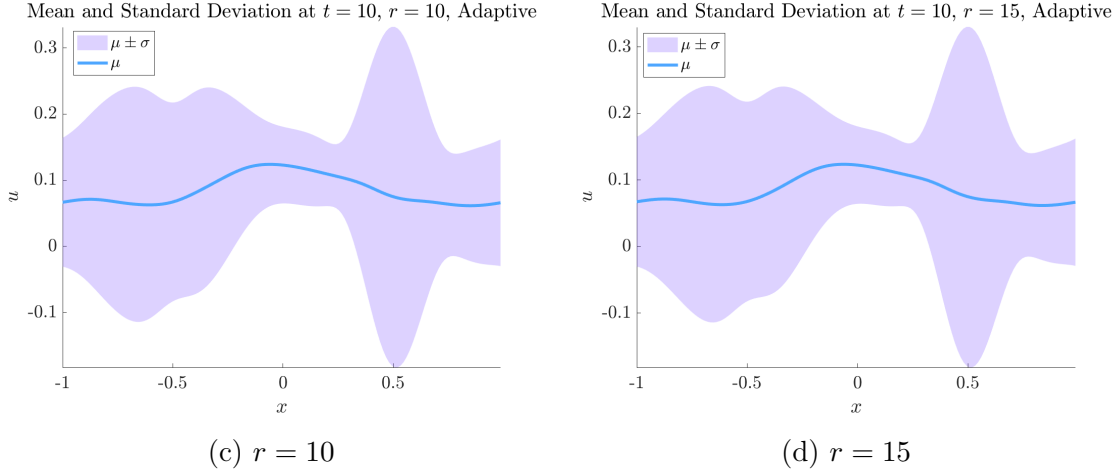 Mean and Standard Deviation at t = 10, r = 10, Adaptive
0.3
0.2
0.1
0
-0.1
u
μ ± σ
μ
-1
-0.5
0
0.5
x
(c) r = 10
Mean and Standard Deviation at t = 10, r = 15, Adaptive
0.3
0.2
0.1
0
-0.1
u
μ ± σ
μ
-1
-0.5
0
0.5
x
(d) r = 15